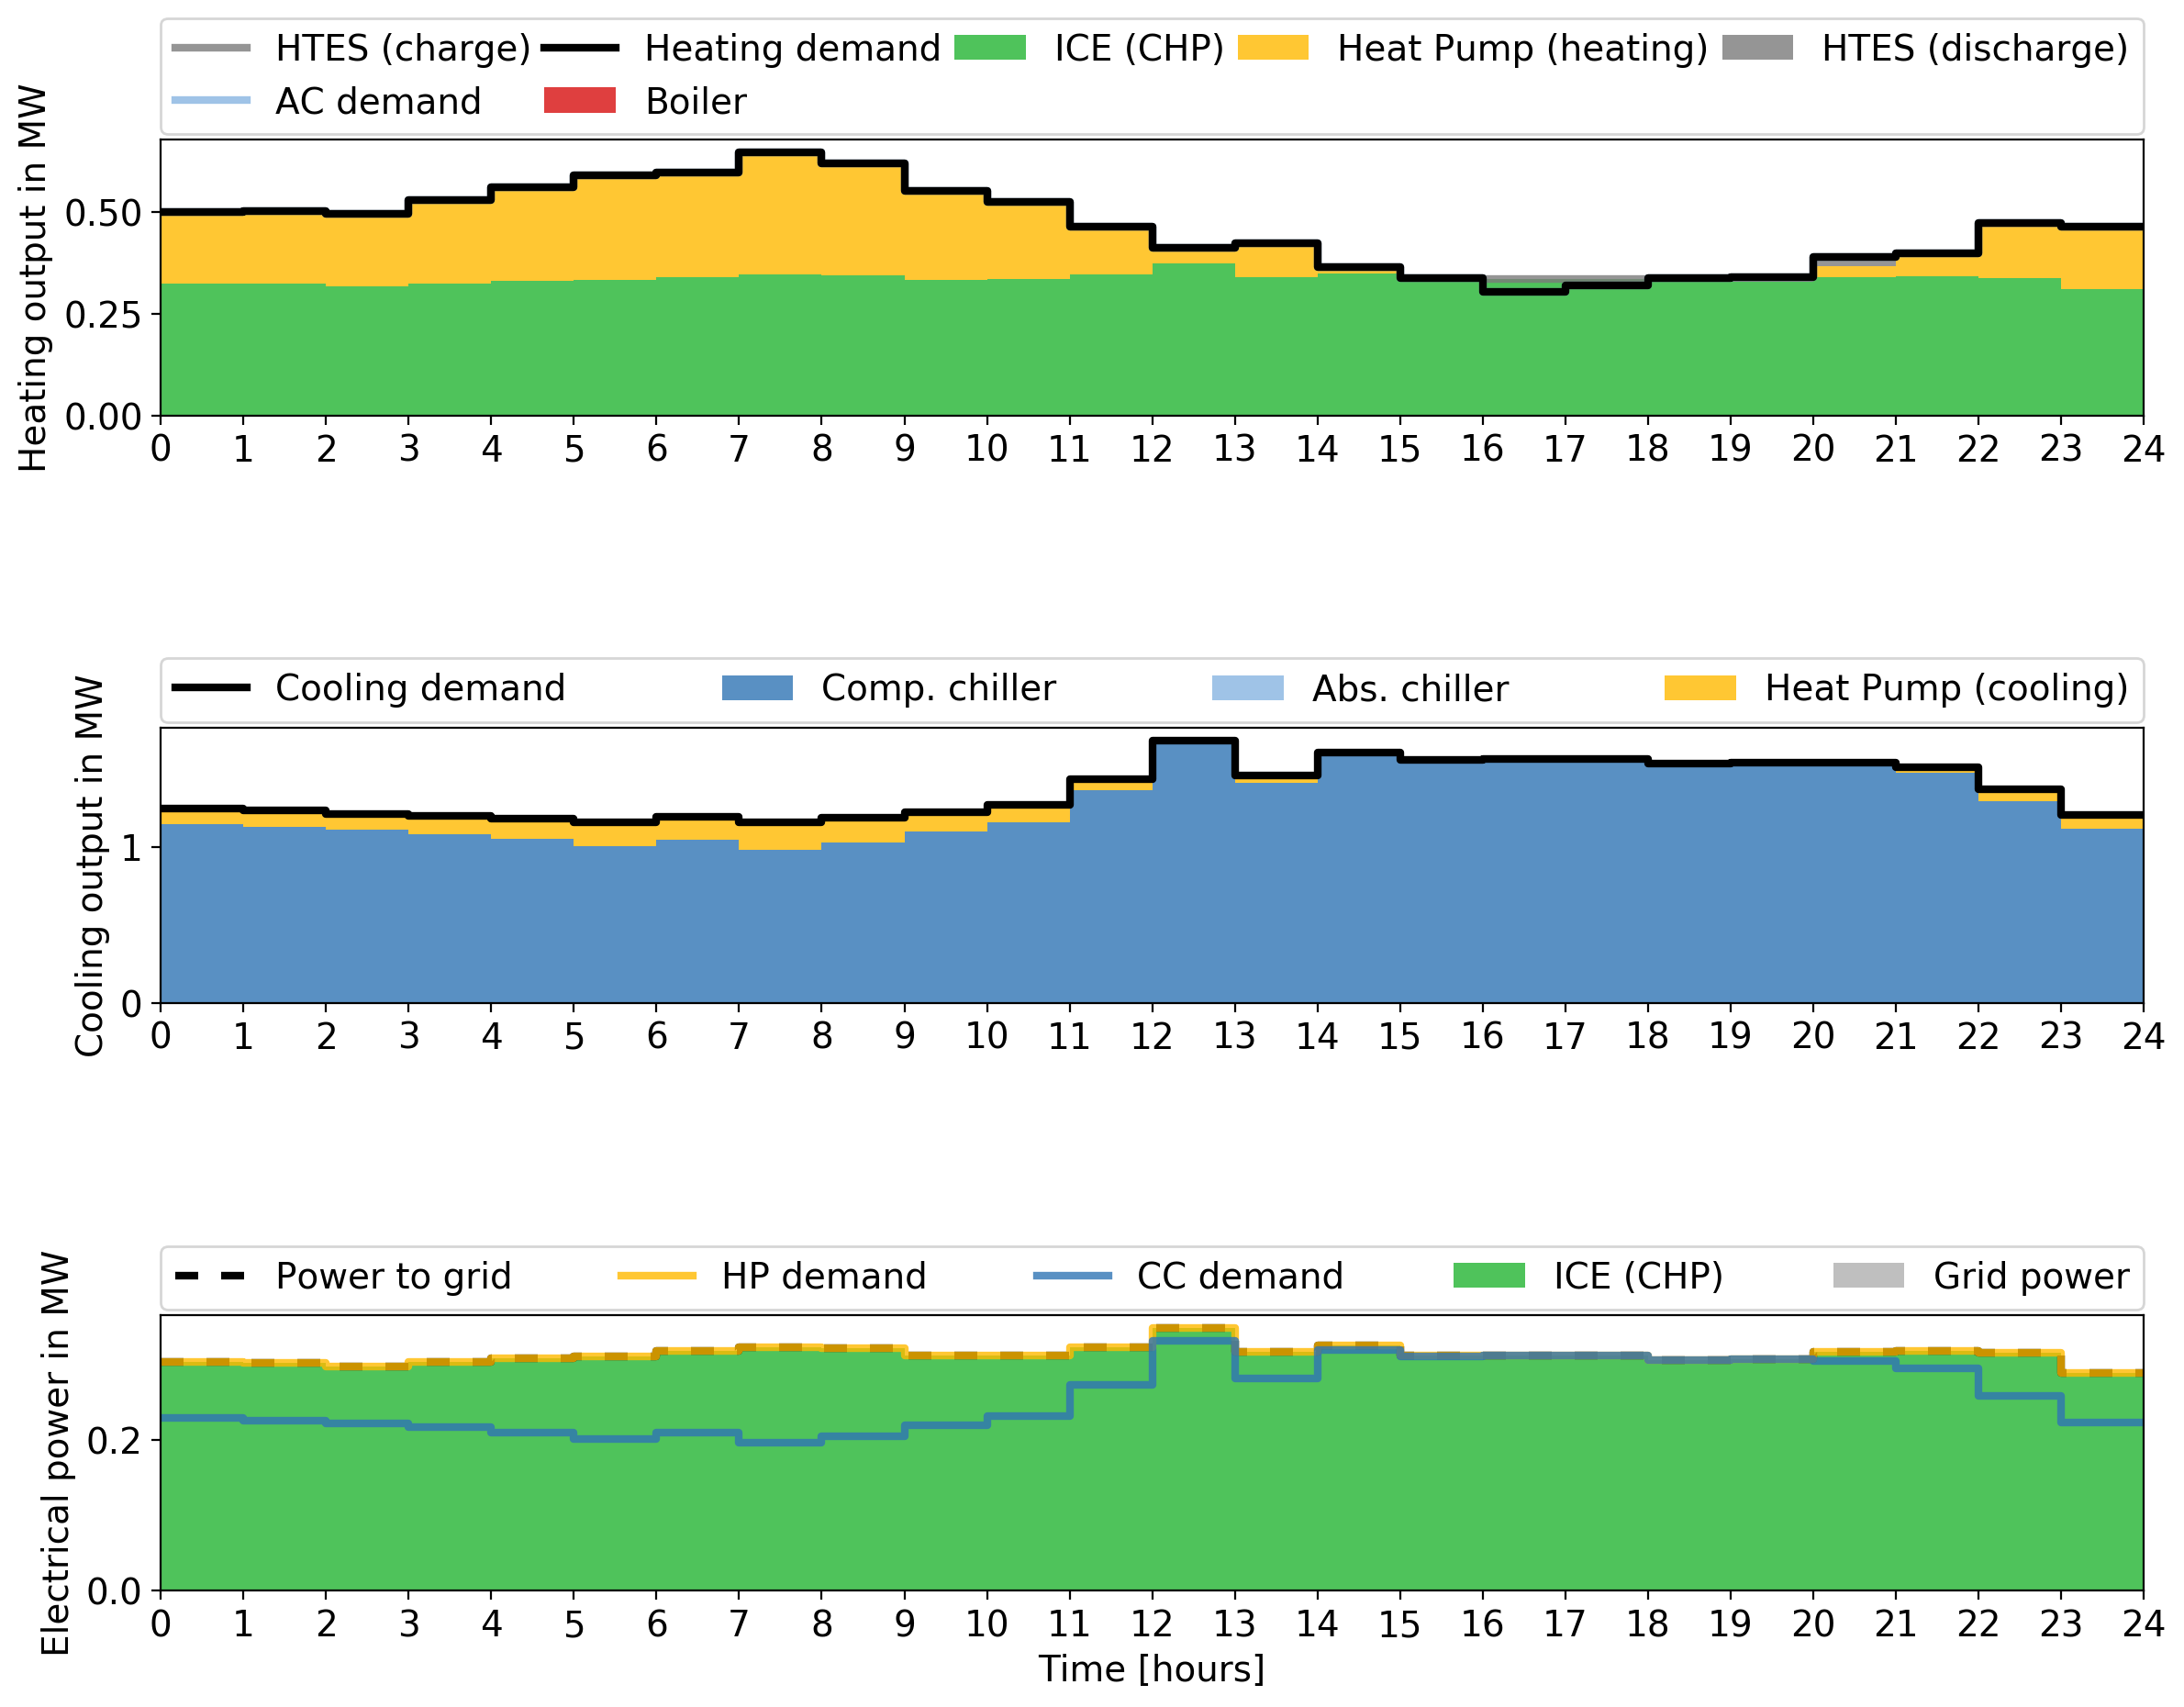 HTES (charge) Heating demand ICE (CHP) Heat Pump (heating) HTES (discharge)
AC demand Boiler
Heating output in MW
0.50
0.25
0.00
0 1 2 3 4 5 6 7 8 9 10 11 12 13 14 15 16 17 18 19 20 21 22 23 24
Cooling demand Comp. chiller Abs. chiller Heat Pump (cooling)
Cooling output in MW
1
0
0 1 2 3 4 5 6 7 8 9 10 11 12 13 14 15 16 17 18 19 20 21 22 23 24
Power to grid HP demand CC demand ICE (CHP) Grid power
Electrical power in MW
0.2
0.0
0 1 2 3 4 5 6 7 8 9 10 11 12 13 14 15 16 17 18 19 20 21 22 23 24
Time [hours]